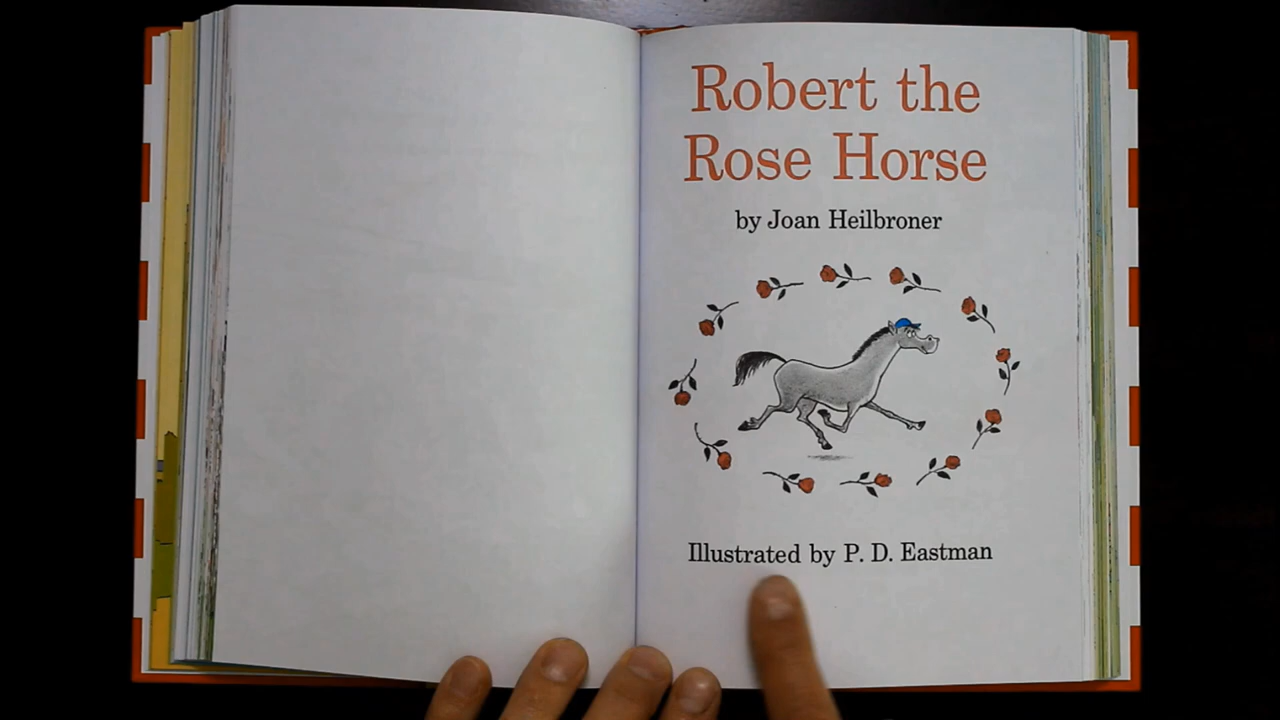 Robert the
Rose Horse
by Joan Heilbroner
Illustrated by P. D. Eastman